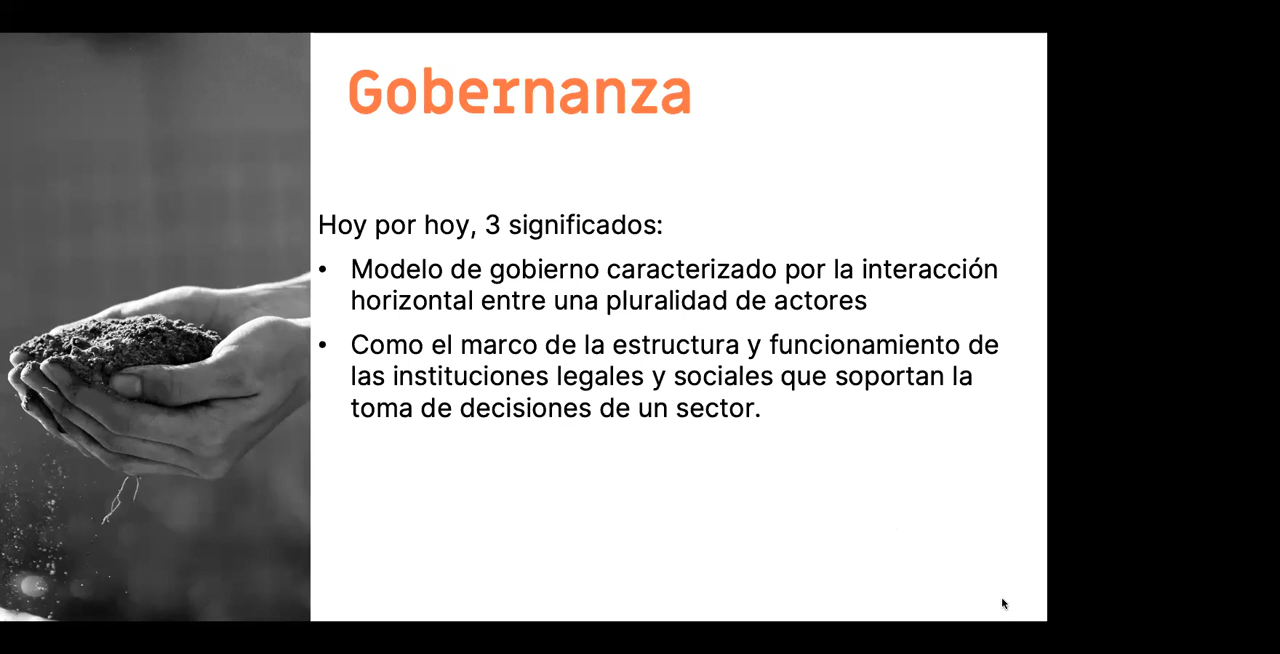 Gobernanza
Hoy por hoy, 3 significados:
• Modelo de gobierno caracterizado por la interacción
horizontal entre una pluralidad de actores
• Como el marco de la estructura y funcionamiento de
las instituciones legales y sociales que soportan la
toma de decisiones de un sector.